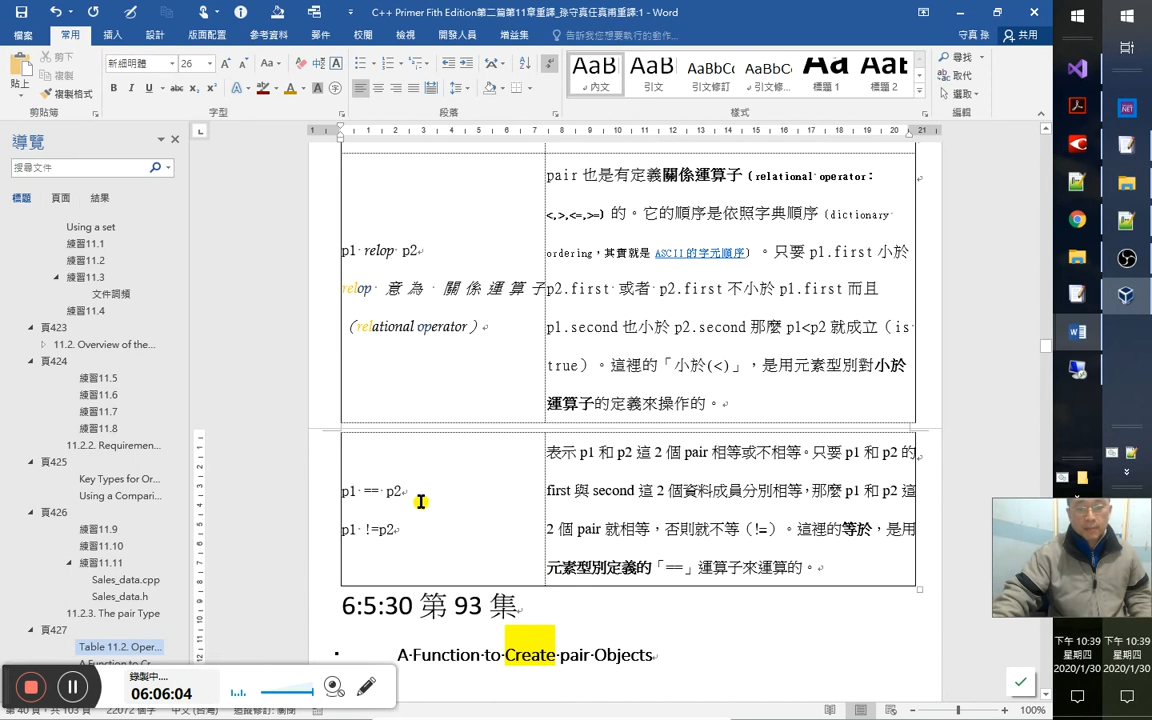 C++ Primer Fith Edition第二篇第11章重譯_孫守真任真甫重譯:1 - Word
守真 孫
共用
檔案
常用
插入
設計
版面配置
參考資料
郵件
校閱
檢視
開發人員
增益集
告訴我您想要執行的動作...
貼上
剪下
複製
複製格式
剪貼簿
新細明體
26
字型
段落
AaB
內文
AaB
引文
AaBbCc
引文修訂
AaBbCc
引文標...
AaB
標題 1
AaB
標題 2
樣式
尋找
取代
選取
編輯
導覽
搜尋文件
標題
頁面
結果
Using a set
練習11.1
練習11.2
練習11.3
文件詞頻
練習11.4
頁423
11.2. Overview of the...
頁424
練習11.5
練習11.6
練習11.7
練習11.8
11.2.2. Requiremen...
頁425
Key Types for Or...
Using a Compari...
頁426
練習11.9
練習11.10
練習11.11
Sales_data.cpp
Sales_data.h
11.2.3. The pair Type
頁427
Table 11.2. Oper...
p1 relop p2
relop 意為 關係運算子
（relational operator）
pair 也是有定義關係運算子（relational operator：
<,>,<=,>=）的。它的順序是依照字典順序（dictionary
ordering，其實就是 ASCII的字元順序）。只要 p1.first 小於
p2.first 或者 p2.first 不小於 p1.first 而且
p1.second 也小於 p2.second 那麼 p1<p2 就成立（is
true）。這裡的「小於(<)」，是用元素型別對小於
運算子的定義來操作的。
p1 == p2
p1 !=p2
表示 p1 和 p2 這 2 個 pair 相等或不相等。只要 p1 和 p2 的
first 與 second 這 2 個資料成員分別相等，那麼 p1 和 p2 這
2 個 pair 就相等，否則就不等（!=）。這裡的等於，是用
元素型別定義的「==」運算子來運算的。
6:5:30 第 93 集
A Function to Create pair Objects
錄製中....
06:06:04
100%
下午 10:39
星期四
2020/1/30
下午 10:39
星期四
2020/1/30